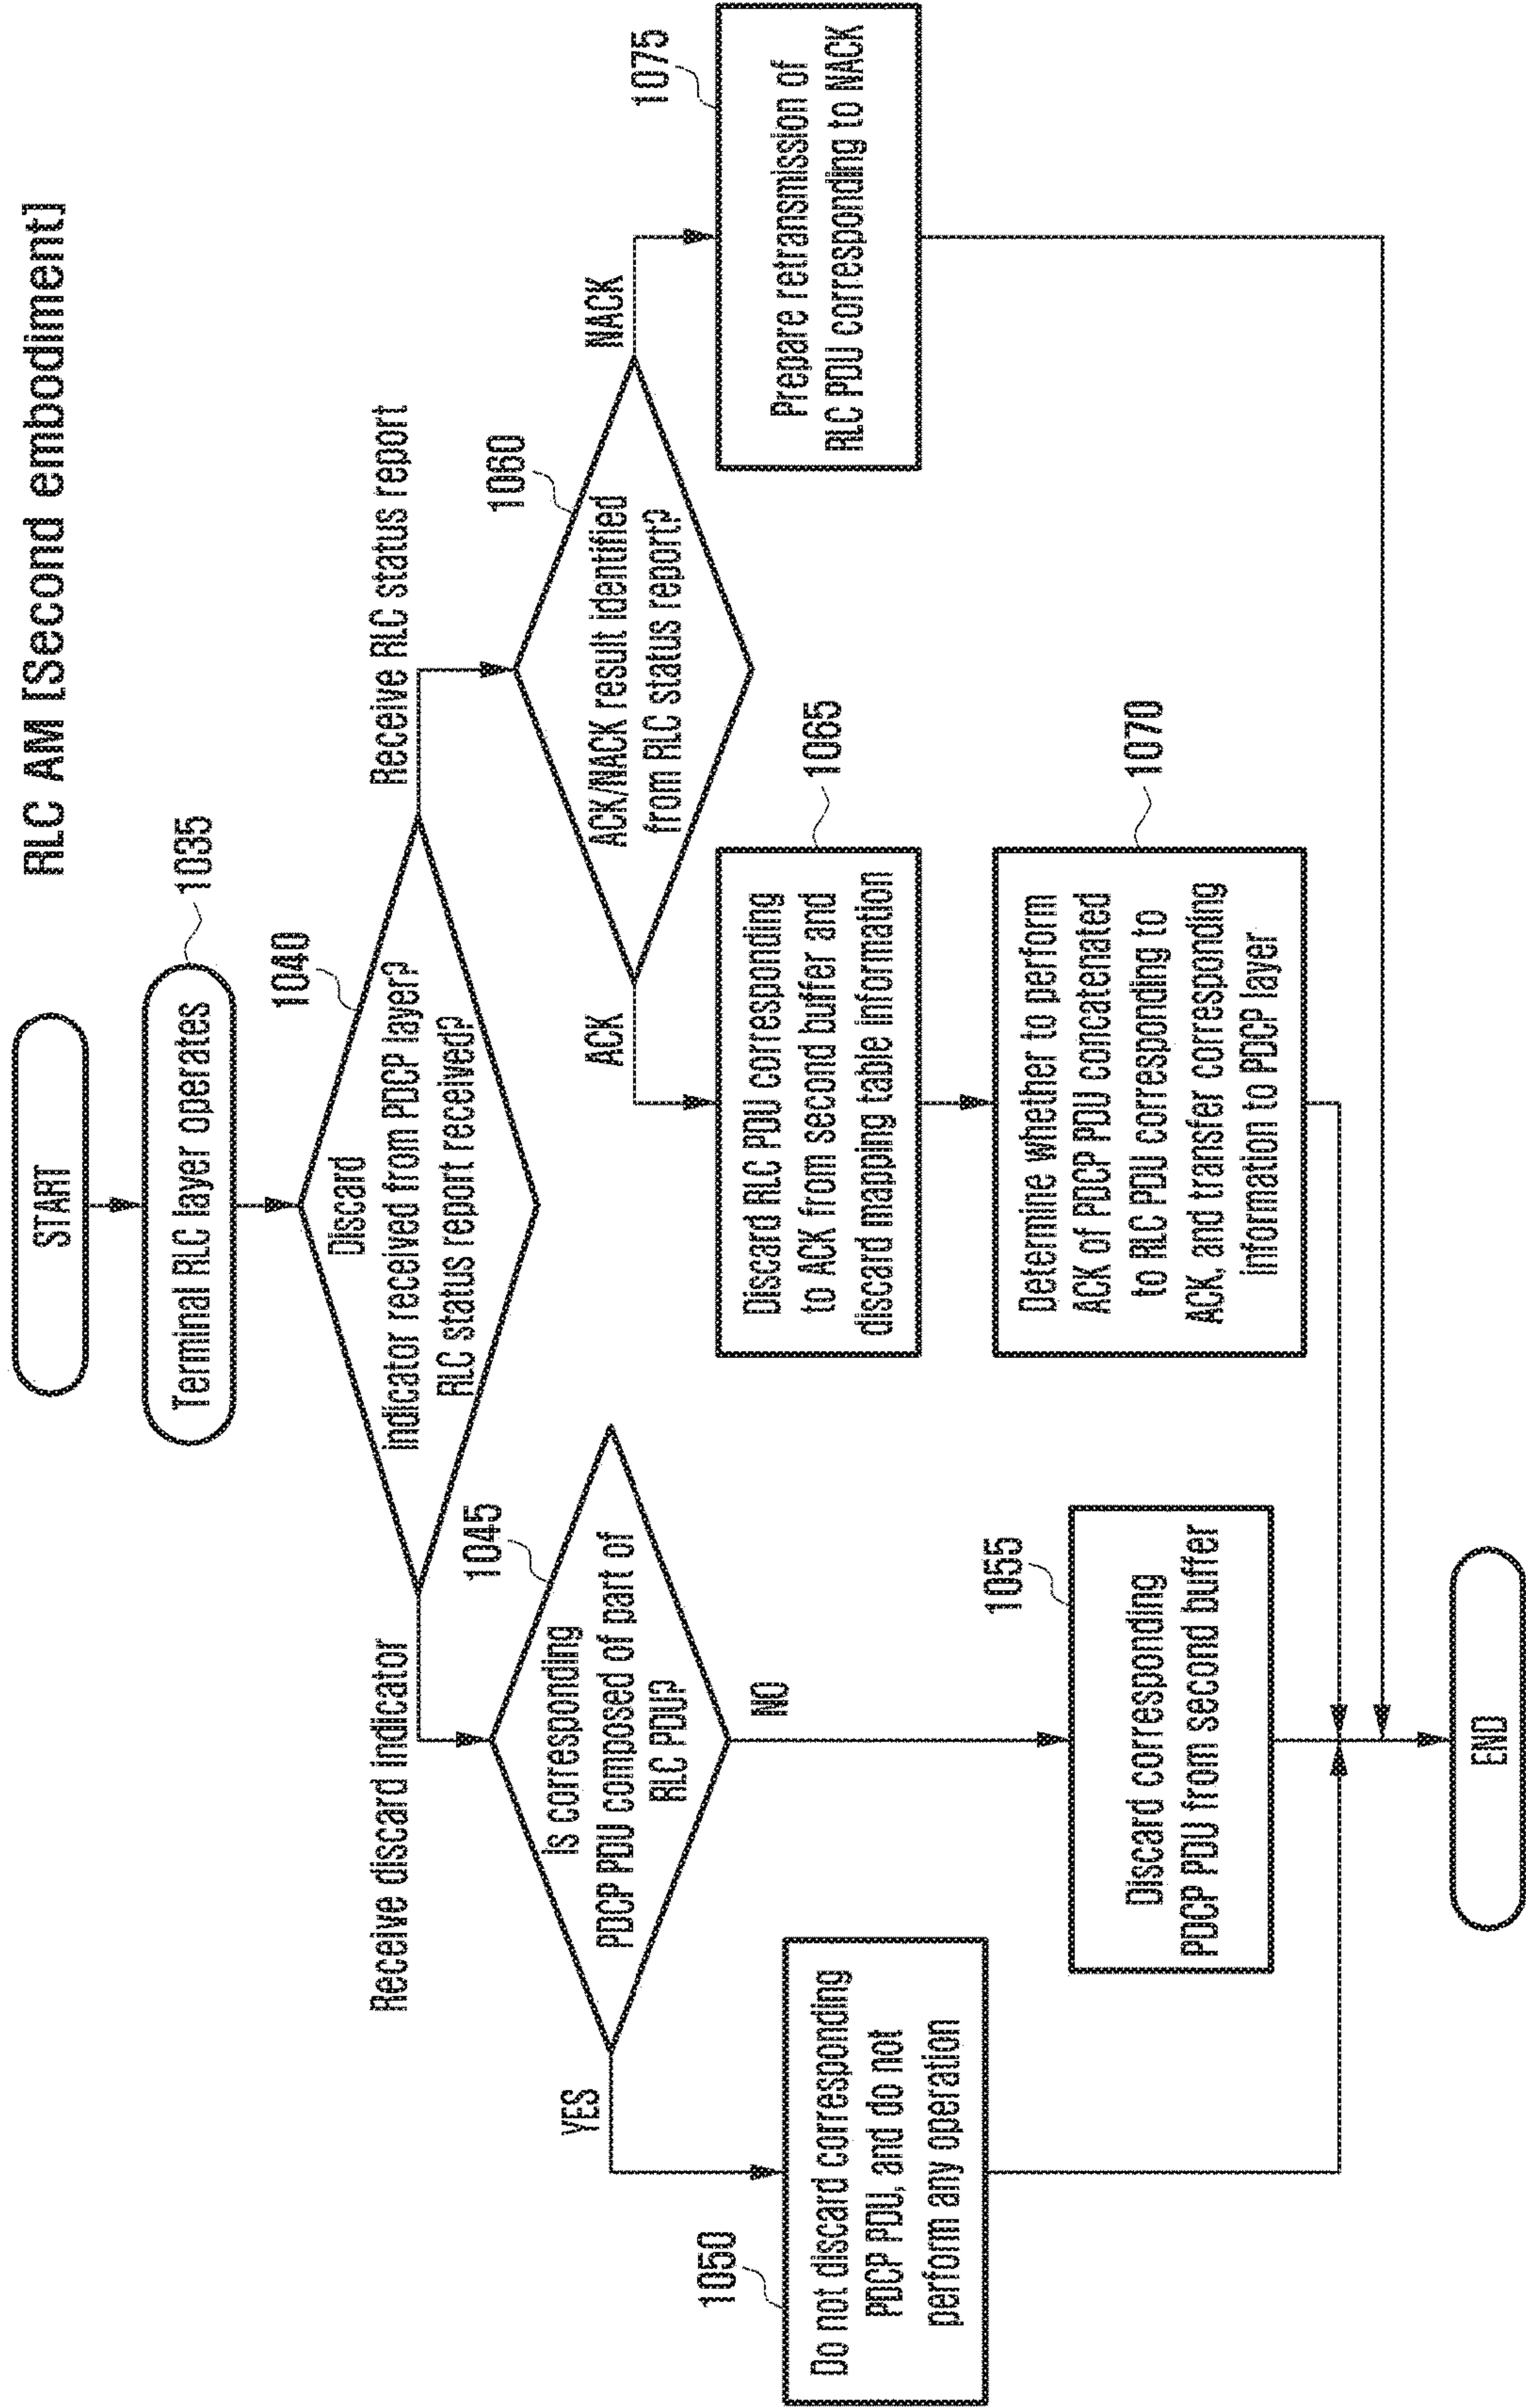 RLC AM [Second embodiment]
START
Terminal RLC layer operates
1035
Discard
indicator received from PDCP layer?
RLC status report received?
1040
Receive discard indicator
Receive RLC status report
Is corresponding
PDCP PDU composed of part of
RLC PDU?
1045
YES
NO
1050
Do not discard corresponding
PDCP PDU, and do not
perform any operation
1055
Discard corresponding
PDCP PDU from second buffer
ACK/NACK result identified
from RLC status report?
1060
ACK
NACK
Discard RLC PDU corresponding
to ACK from second buffer and
discard mapping table information
1065
Determine whether to perform
ACK of PDCP PDU concatenated
to RLC PDU corresponding to
ACK, and transfer corresponding
information to PDCP layer
1070
Prepare retransmission of
RLC PDU corresponding to NACK
1075
END